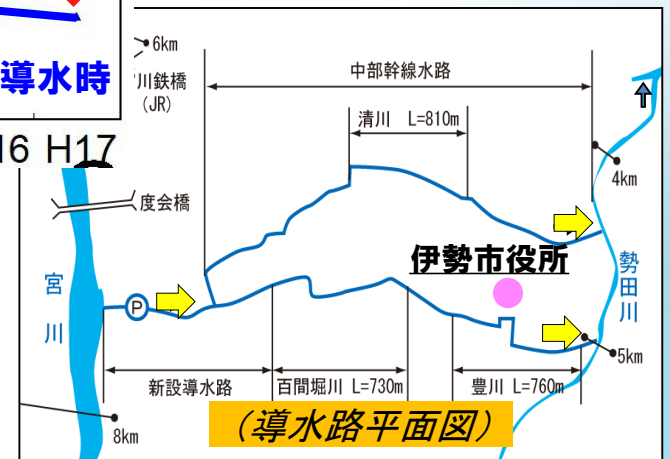 導水時
6 H17
6km
川鉄橋
(JR)
中部幹線水路
清川 L=810m
4km
度会橋
伊勢市役所
宮川
勢田川
P
5km
新設導水路
百間堀川 L=730m
豊川 L=760m
8km
(導水路平面図)